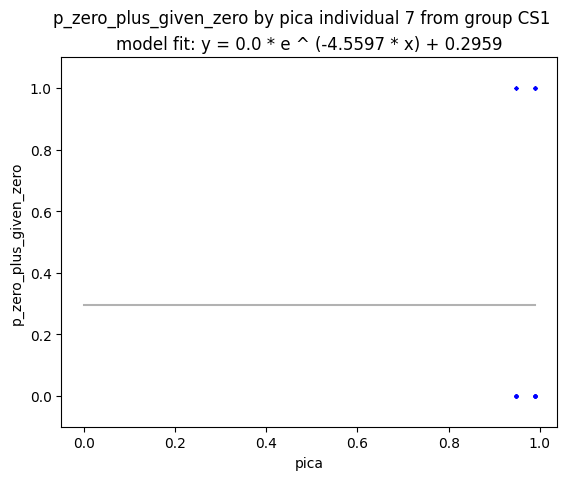 p_zero_plus_given_zero by pica individual 7 from group CS1
model fit: y = 0.0 * e ^ (-4.5597 * x) + 0.2959
p_zero_plus_given_zero
1.0
0.8
0.6
0.4
0.2
0.0
0.0 0.2 0.4 0.6 0.8 1.0
pica